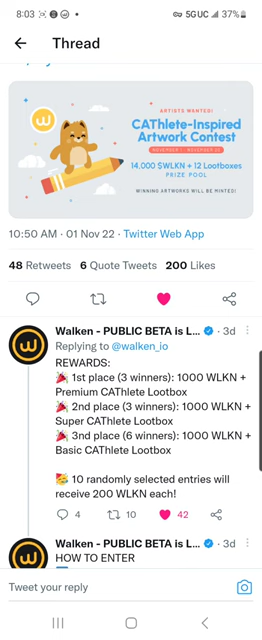 8:03
5GUC 37%
Thread
ARTISTS WANTED!
CAThlete-Inspired
Artwork Contest
NOVEMBER 1 - NOVEMBER 20
14,000 $WLKN + 12 Lootboxes
PRIZE POOL
WINNING ARTWORKS WILL BE MINTED!
10:50 AM · 01 Nov 22 · Twitter Web App
48 Retweets 6 Quote Tweets 200 Likes
Walken - PUBLIC BETA is L... · 3d
Replying to @walken_io
REWARDS:
🎉 1st place (3 winners): 1000 WLKN +
Premium CAThlete Lootbox
🎉 2nd place (3 winners): 1000 WLKN +
Super CAThlete Lootbox
🎉 3nd place (6 winners): 1000 WLKN +
Basic CAThlete Lootbox
🥳 10 randomly selected entries will
receive 200 WLKN each!
4 10 42
Walken - PUBLIC BETA is L... · 3d
HOW TO ENTER
Tweet your reply